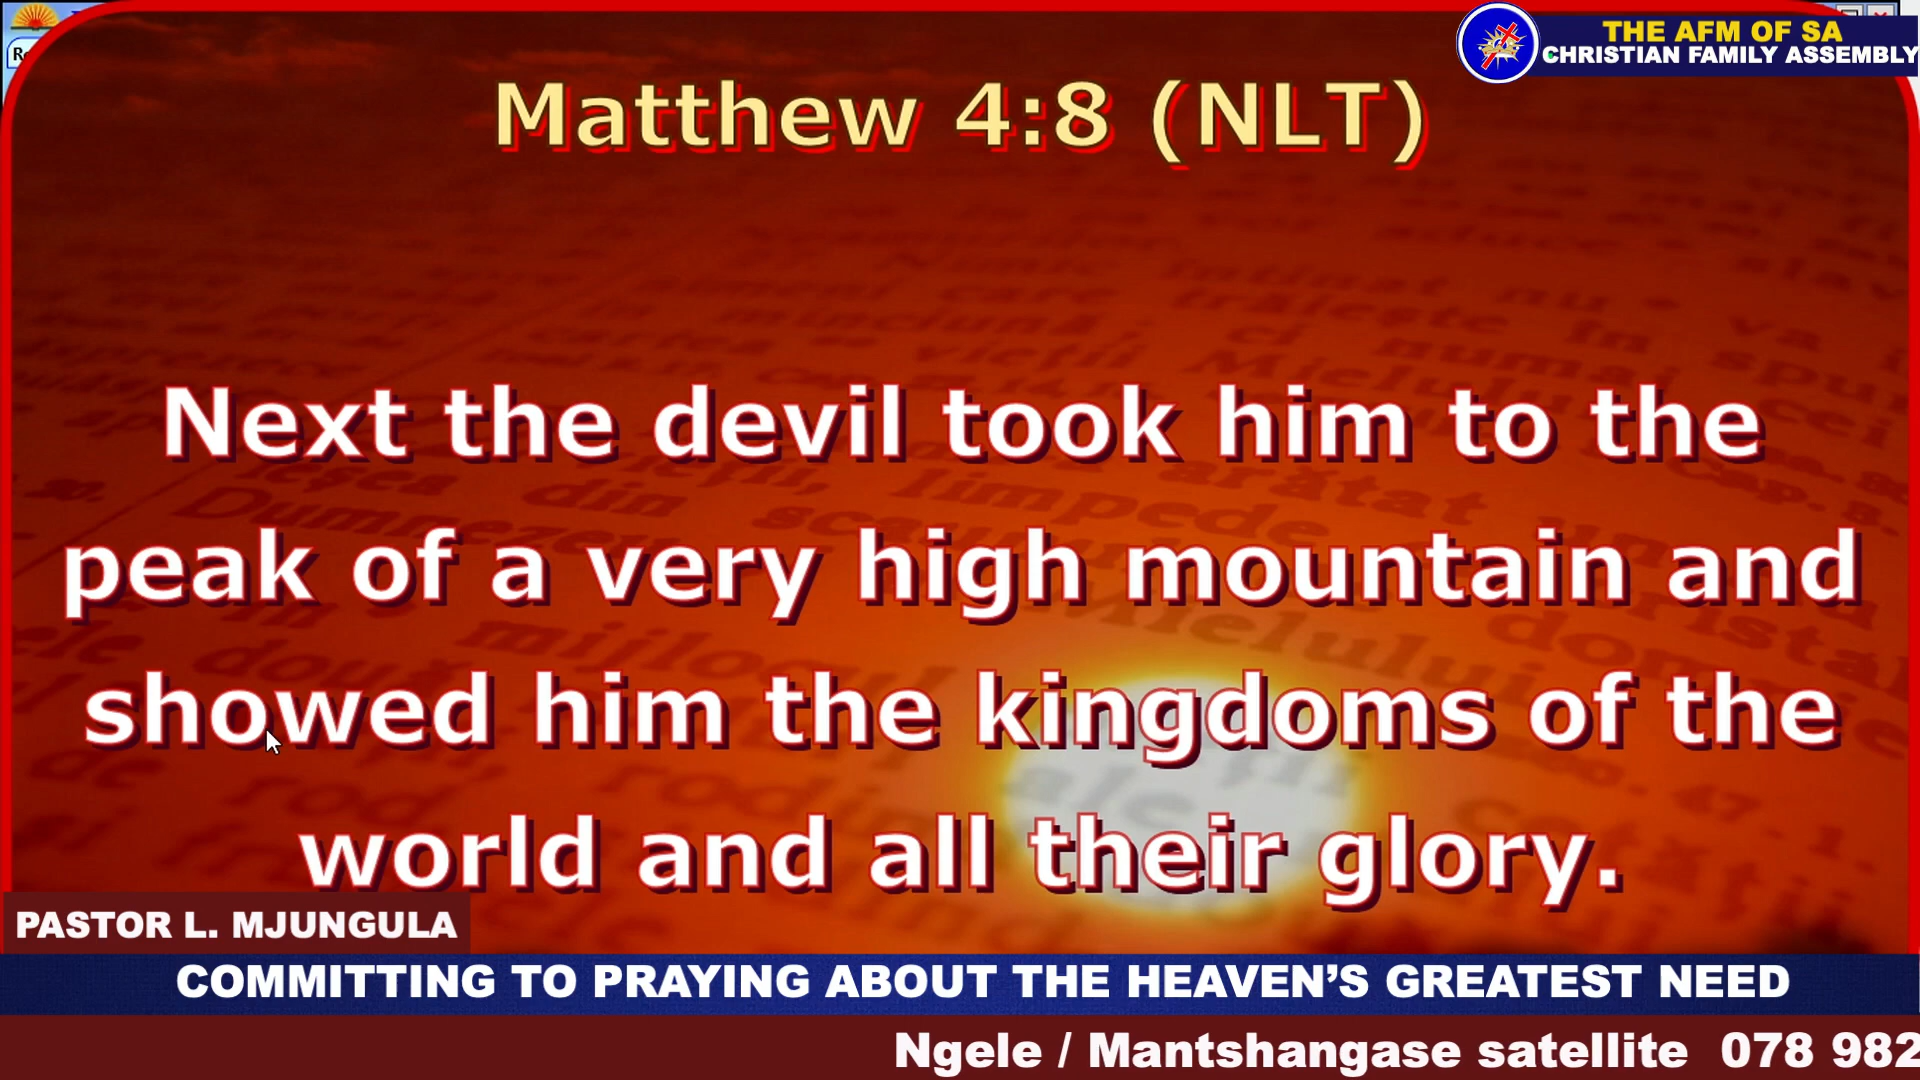 THE AFM OF SA
CHRISTIAN FAMILY ASSEMBLY
Matthew 4:8 (NLT)
Next the devil took him to the
peak of a very high mountain and
showed him the kingdoms of the
world and all their glory.
PASTOR L. MJUNGULA
COMMITTING TO PRAYING ABOUT THE HEAVEN’S GREATEST NEED
Ngele / Mantshangase satellite 078 982